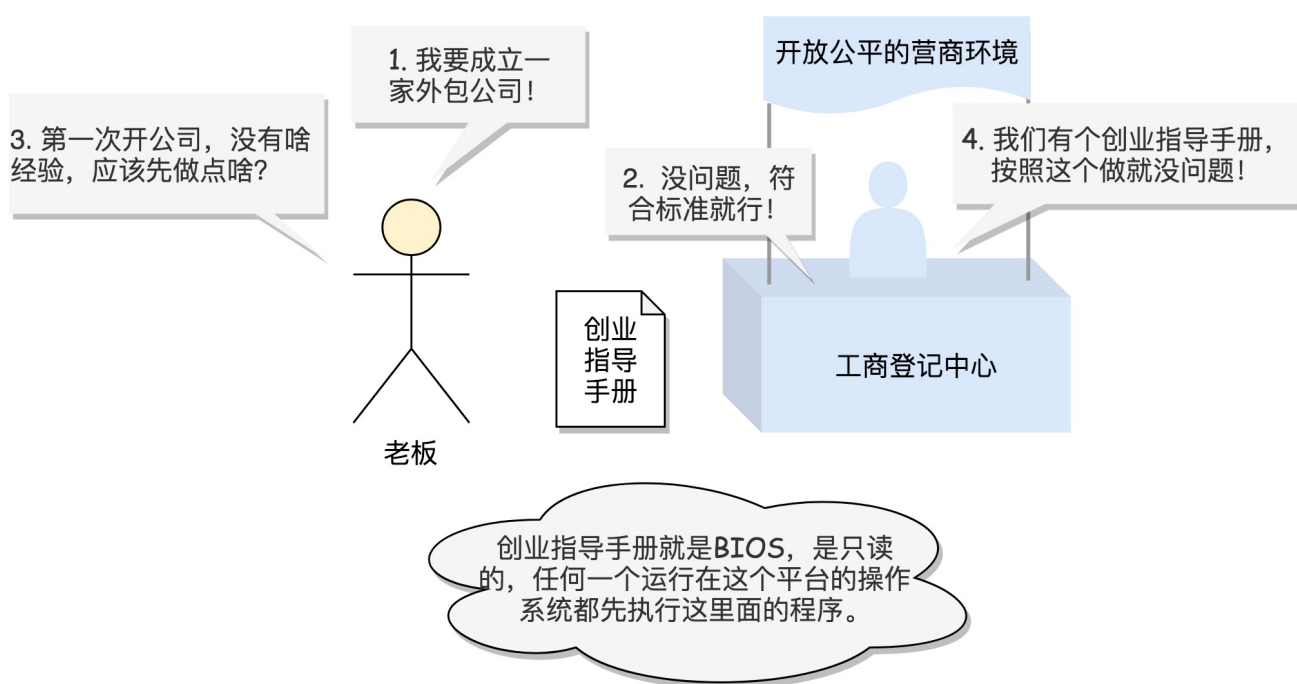 1. 我要成立一
家外包公司！
开放公平的营商环境
3. 第一次开公司，没有啥
经验，应该先做点啥？
2. 没问题，符
合标准就行！
4. 我们有个创业指导手册，
按照这个做就没问题！
创业
指导
手册
工商登记中心
老板
创业指导手册就是BIOS，是只读
的，任何一个运行在这个平台的操作
系统都先执行这里面的程序。